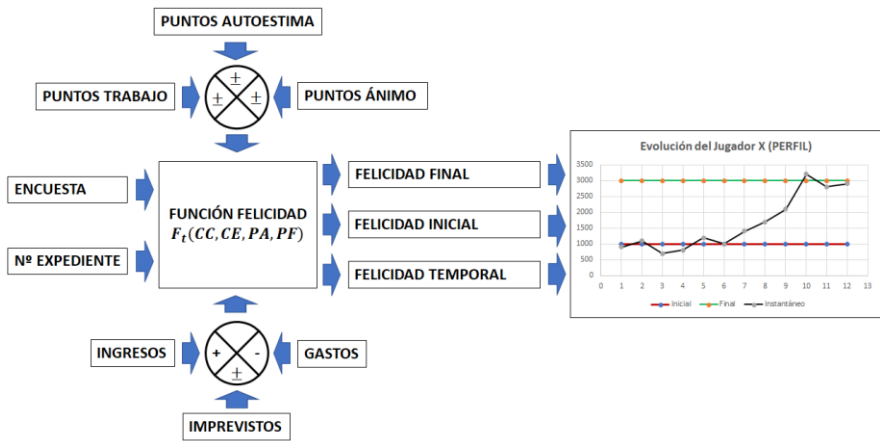 PUNTOS AUTOESTIMA
±
PUNTOS TRABAJO
±
±
PUNTOS ÁNIMO
ENCUESTA
Nº EXPEDIENTE
FUNCIÓN FELICIDAD
F_t(CC, CE, PA, PF)
FELICIDAD FINAL
FELICIDAD INICIAL
FELICIDAD TEMPORAL
Evolución del Jugador X (PERFIL)
3500
3000
2500
2000
1500
1000
500
0
0 1 2 3 4 5 6 7 8 9 10 11 12 13
Inicial Final Instantáneo
INGRESOS
+
-
GASTOS
±
IMPREVISTOS